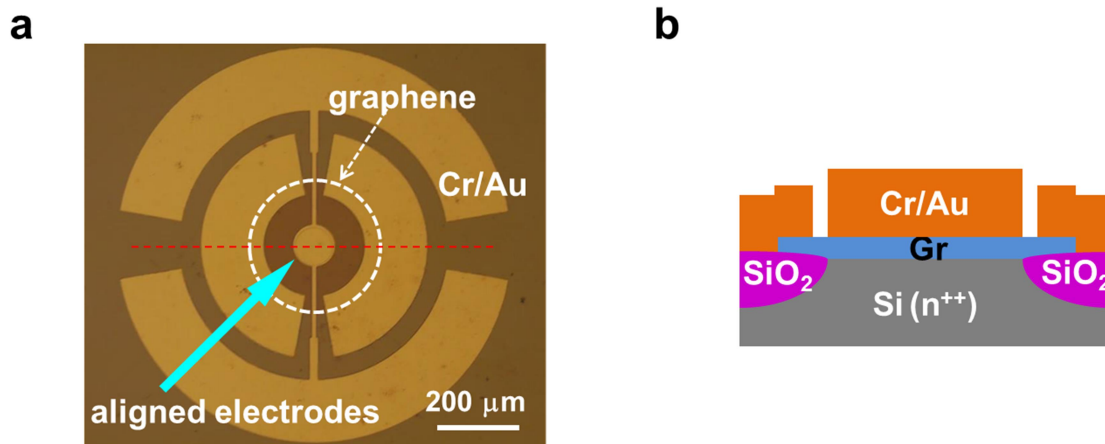 a
graphene
Cr/Au
aligned electrodes
200 μm
b
Cr/Au
Gr
SiO₂
SiO₂
Si (n⁺⁺)